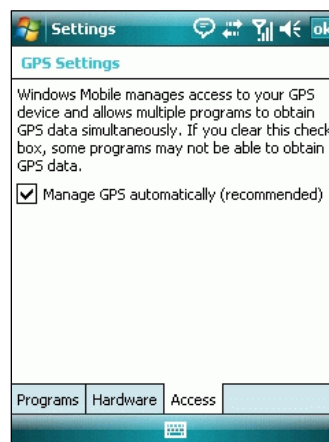 Settings
ok
GPS Settings
Windows Mobile manages access to your GPS
device and allows multiple programs to obtain
GPS data simultaneously. If you clear this check
box, some programs may not be able to obtain
GPS data.
Manage GPS automatically (recommended)
Programs Hardware Access